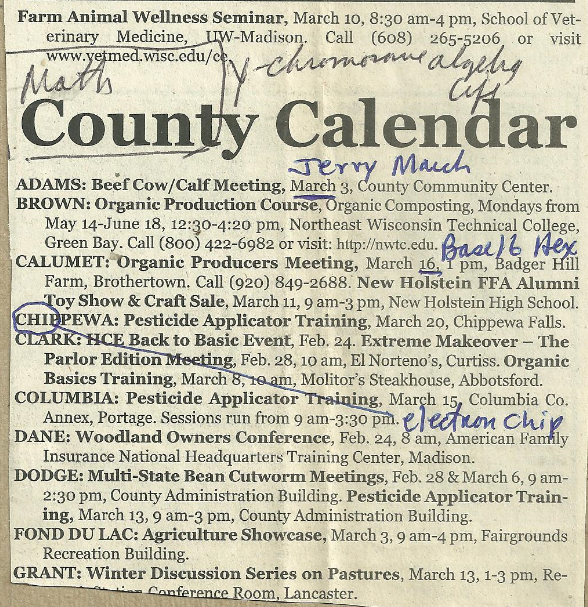 Farm Animal Wellness Seminar, March 10, 8:30 am-4 pm, School of Vet-
erinary Medicine, UW-Madison. Call (608) 265-5206 or visit
www.vetmed.wisc.edu/ce.
Math
Y-chromosome algebra
County Calendar
Jerry March
ADAMS: Beef Cow/Calf Meeting, March 3, County Community Center.
BROWN: Organic Production Course, Organic Composting, Mondays from
May 14-June 18, 12:30-4:20 pm, Northeast Wisconsin Technical College,
Green Bay. Call (800) 422-6982 or visit: http://nwtc.edu.
Base 16 Hex
CALUMET: Organic Producers Meeting, March 16, 1 pm, Badger Hill
Farm, Brothertown. Call (920) 849-2688. New Holstein FFA Alumni
Toy Show & Craft Sale, March 11, 9 am-3 pm, New Holstein High School.
CHIPPEWA: Pesticide Applicator Training, March 20, Chippewa Falls.
CLARK: HCE Back to Basic Event, Feb. 24. Extreme Makeover – The
Parlor Edition Meeting, Feb. 28, 10 am, El Norteno's, Curtiss. Organic
Basics Training, March 8, 10 am, Molitor's Steakhouse, Abbotsford.
COLUMBIA: Pesticide Applicator Training, March 15, Columbia Co.
Annex, Portage. Sessions run from 9 am-3:30 pm.
electron chip
DANE: Woodland Owners Conference, Feb. 24, 8 am, American Family
Insurance National Headquarters Training Center, Madison.
DODGE: Multi-State Bean Cutworm Meetings, Feb. 28 & March 6, 9 am-
2:30 pm, County Administration Building. Pesticide Applicator Train-
ing, March 13, 9 am-3 pm, County Administration Building.
FOND DU LAC: Agriculture Showcase, March 3, 9 am-4 pm, Fairgrounds
Recreation Building.
GRANT: Winter Discussion Series on Pastures, March 13, 1-3 pm, Re-
Station Conference Room, Lancaster.